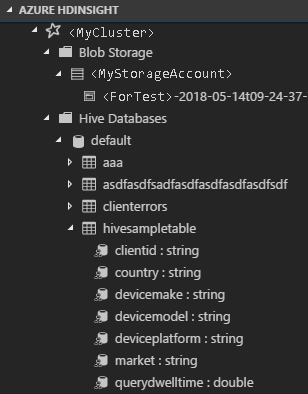 AZURE HDINSIGHT
<MyCluster>
Blob Storage
<MyStorageAccount>
<ForTest>-2018-05-14t09-24-37-
Hive Databases
default
aaa
asdfasdfsadfasdfasdfasdfasdfsdf
clienterrors
hivesampletable
clientid : string
country : string
devicemake : string
devicemodel : string
deviceplatform : string
market : string
querydwelltime : double